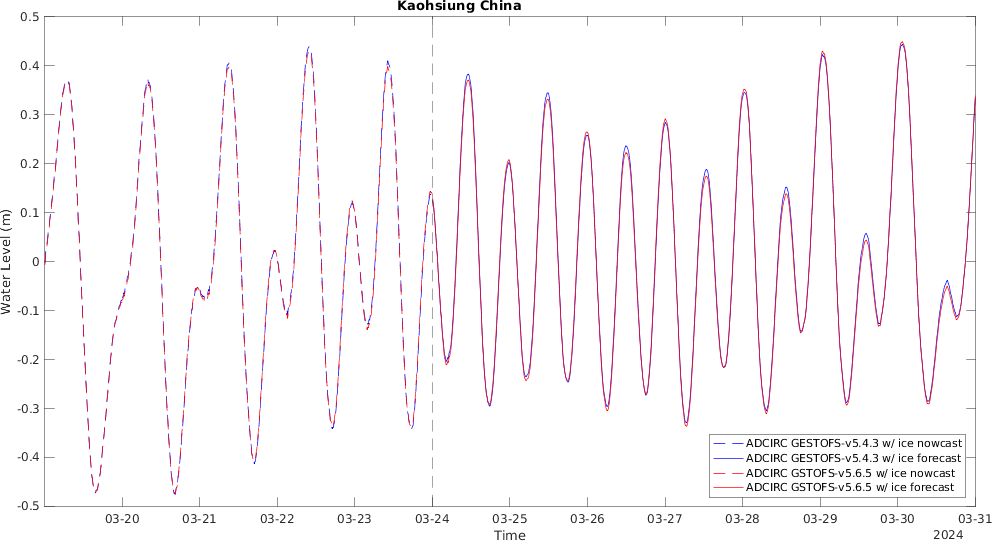 Kaohsiung China
0.5
0.4
0.3
0.2
0.1
0
-0.1
-0.2
-0.3
-0.4
-0.5
Water Level (m)
ADCIRC GESTOFS-v5.4.3 w/ ice nowcast
ADCIRC GESTOFS-v5.4.3 w/ ice forecast
ADCIRC GSTOFS-v5.6.5 w/ ice nowcast
ADCIRC GSTOFS-v5.6.5 w/ ice forecast
03-20 03-21 03-22 03-23 03-24 03-25 03-26 03-27 03-28 03-29 03-30 03-31
Time
2024